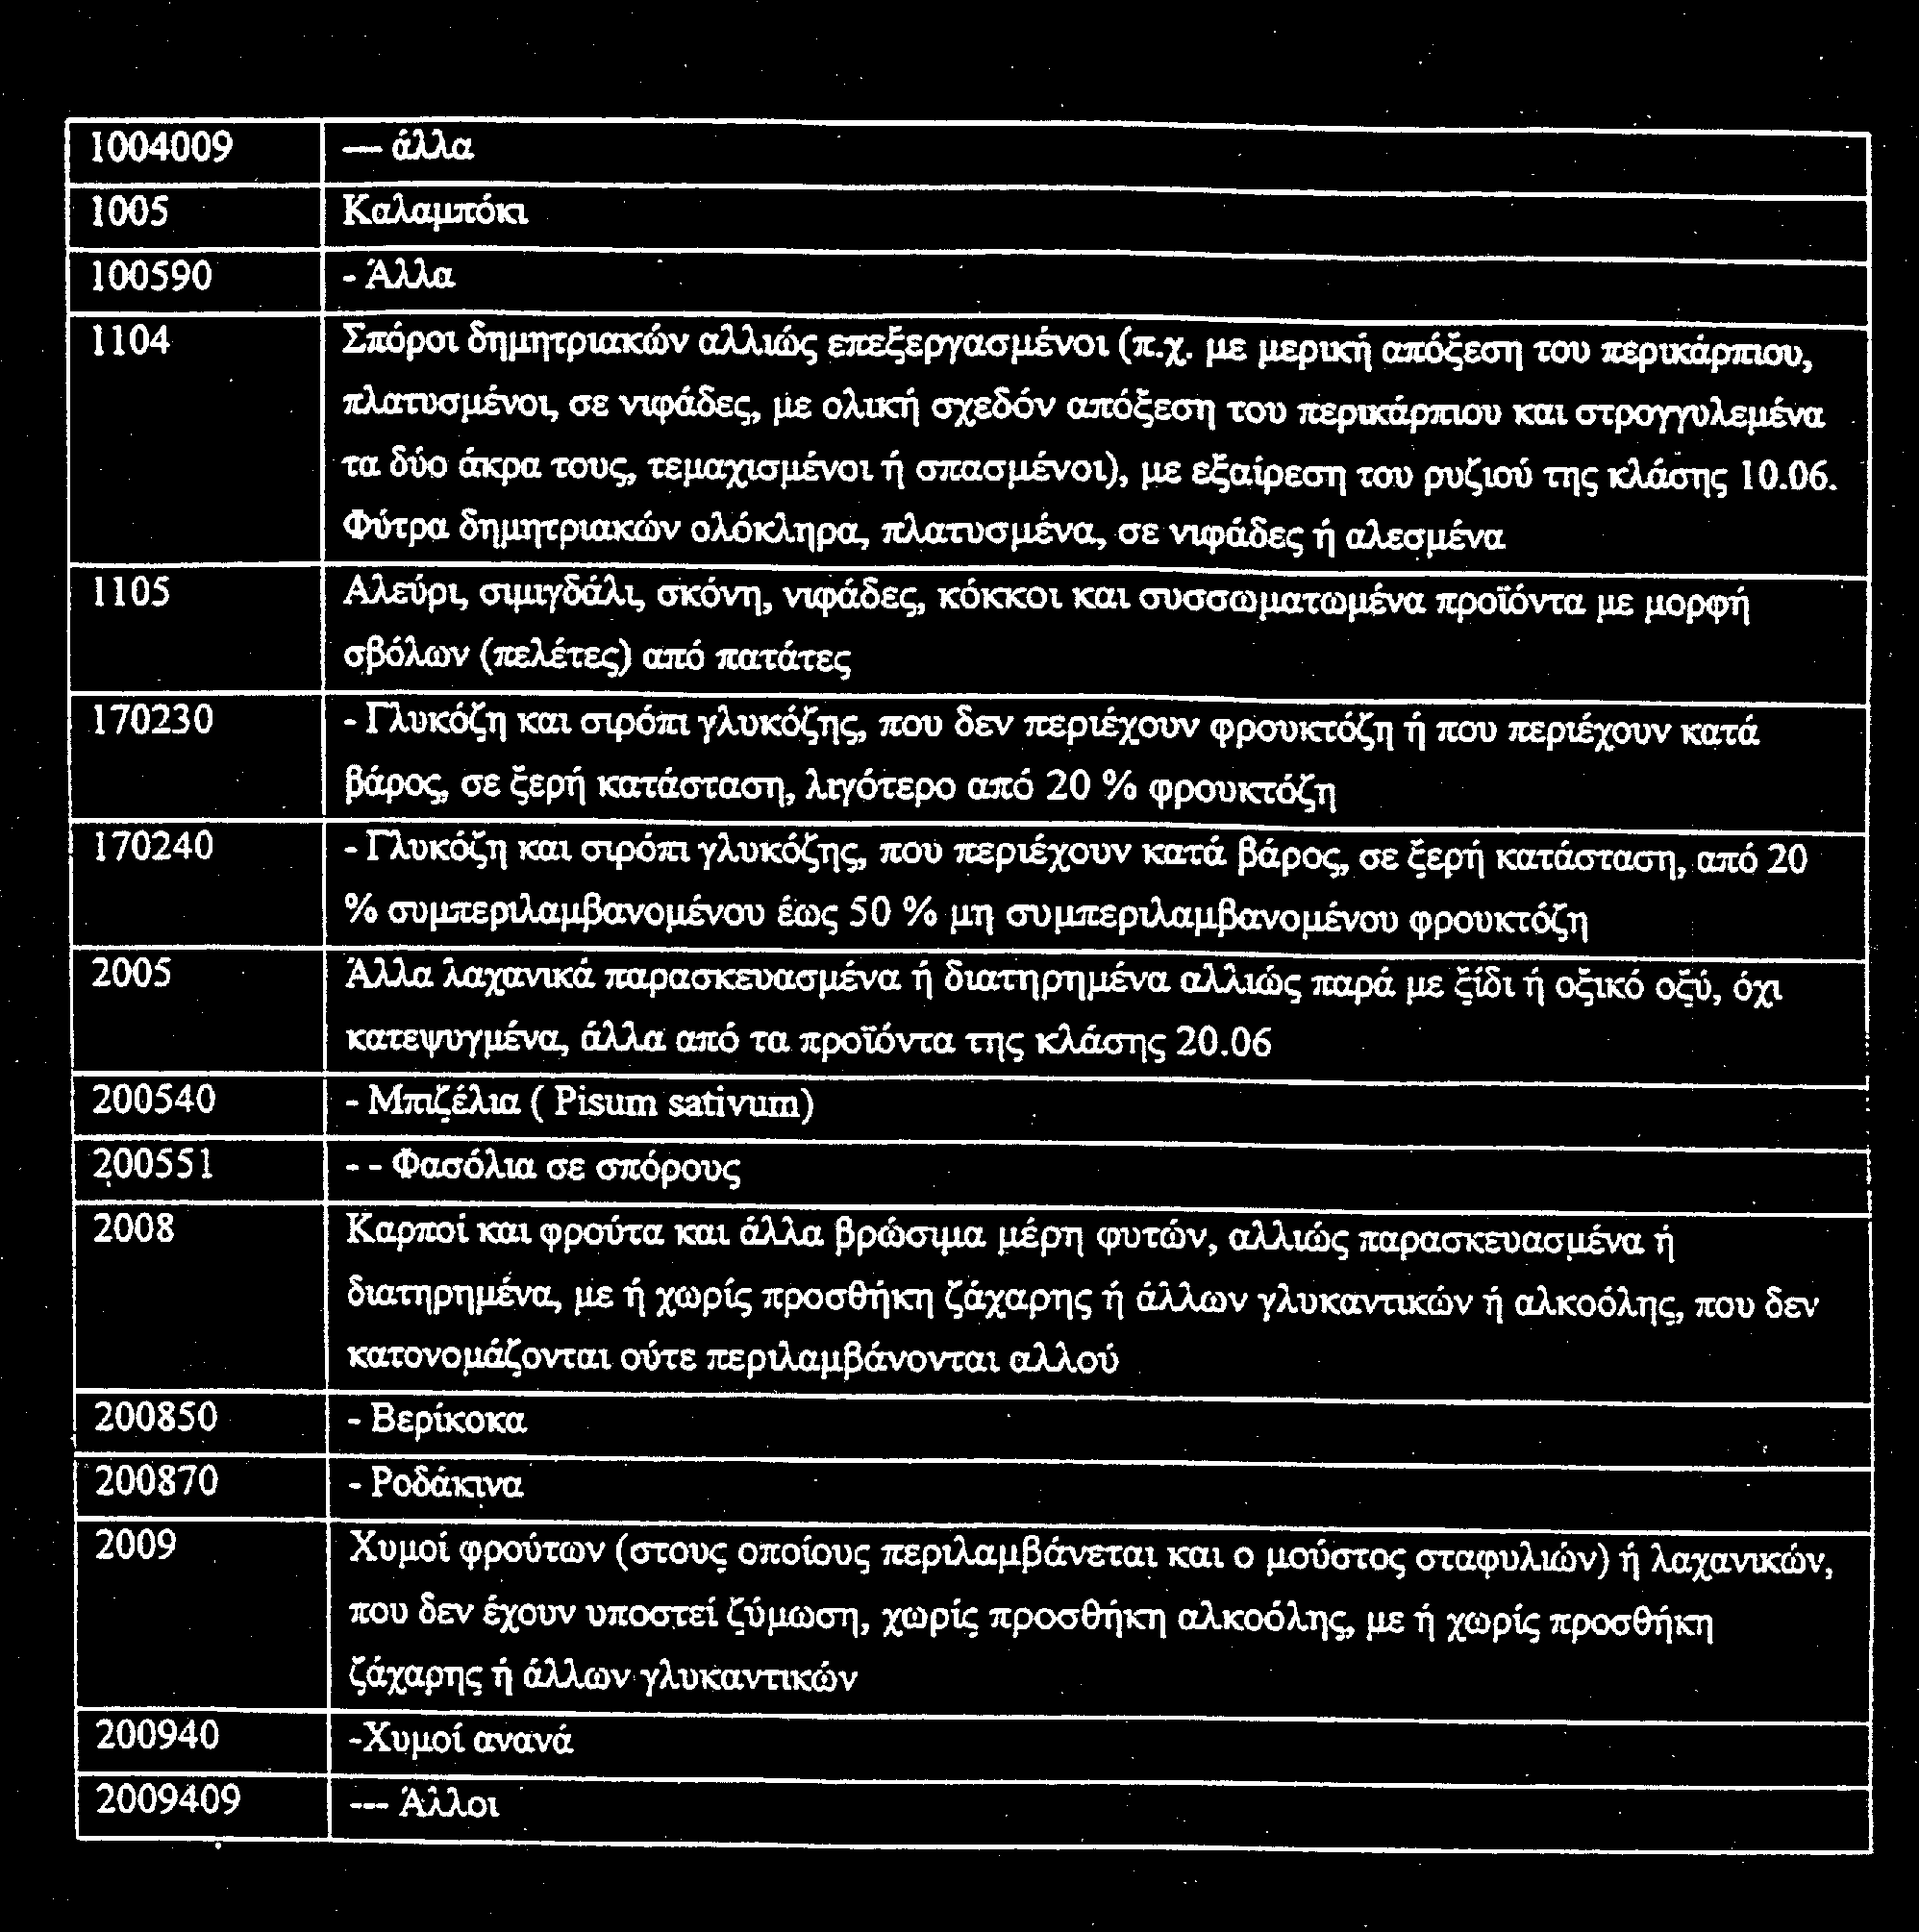 1004009 — άλλα
1005 Καλαμπόκι
100590 - Άλλα
1104 Σπόροι δημητριακών αλλιώς επεξεργασμένοι (π.χ. με μερική απόξεση του περικάρπιου,
πλατυσμένοι, σε νιφάδες, με ολική σχεδόν απόξεση του περικάρπιου και στρογγυλεμένα
τα δύο άκρα τους, τεμαχισμένοι ή σπασμένοι), με εξαίρεση του ρυζιού της κλάσης 10.06.
Φύτρα δημητριακών ολόκληρα, πλατυσμένα, σε νιφάδες ή αλεσμένα
1105 Αλεύρι, σιμιγδάλι, σκόνη, νιφάδες, κόκκοι και συσσωματωμένα προϊόντα με μορφή
σβόλων (πελέτες) από πατάτες
170230 - Γλυκόζη και σιρόπι γλυκόζης, που δεν περιέχουν φρουκτόζη ή που περιέχουν κατά
βάρος, σε ξερή κατάσταση, λιγότερο από 20 % φρουκτόζη
170240 - Γλυκόζη και σιρόπι γλυκόζης, που περιέχουν κατά βάρος, σε ξερή κατάσταση, από 20
% συμπεριλαμβανομένου έως 50 % μη συμπεριλαμβανομένου φρουκτόζη
2005 Άλλα λαχανικά παρασκευασμένα ή διατηρημένα αλλιώς παρά με ξίδι ή οξικό οξύ, όχι
κατεψυγμένα, άλλα από τα προϊόντα της κλάσης 20.06
200540 - Μπιζέλια ( Pisum sativum)
200551 - - Φασόλια σε σπόρους
2008 Καρποί και φρούτα και άλλα βρώσιμα μέρη φυτών, αλλιώς παρασκευασμένα ή
διατηρημένα, με ή χωρίς προσθήκη ζάχαρης ή άλλων γλυκαντικών ή αλκοόλης, που δεν
κατονομάζονται ούτε περιλαμβάνονται αλλού
200850 - Βερίκοκα
200870 - Ροδάκινα
2009 Χυμοί φρούτων (στους οποίους περιλαμβάνεται και ο μούστος σταφυλιών) ή λαχανικών,
που δεν έχουν υποστεί ζύμωση, χωρίς προσθήκη αλκοόλης, με ή χωρίς προσθήκη
ζάχαρης ή άλλων γλυκαντικών
200940 -Χυμοί ανανά
2009409 --- Άλλοι